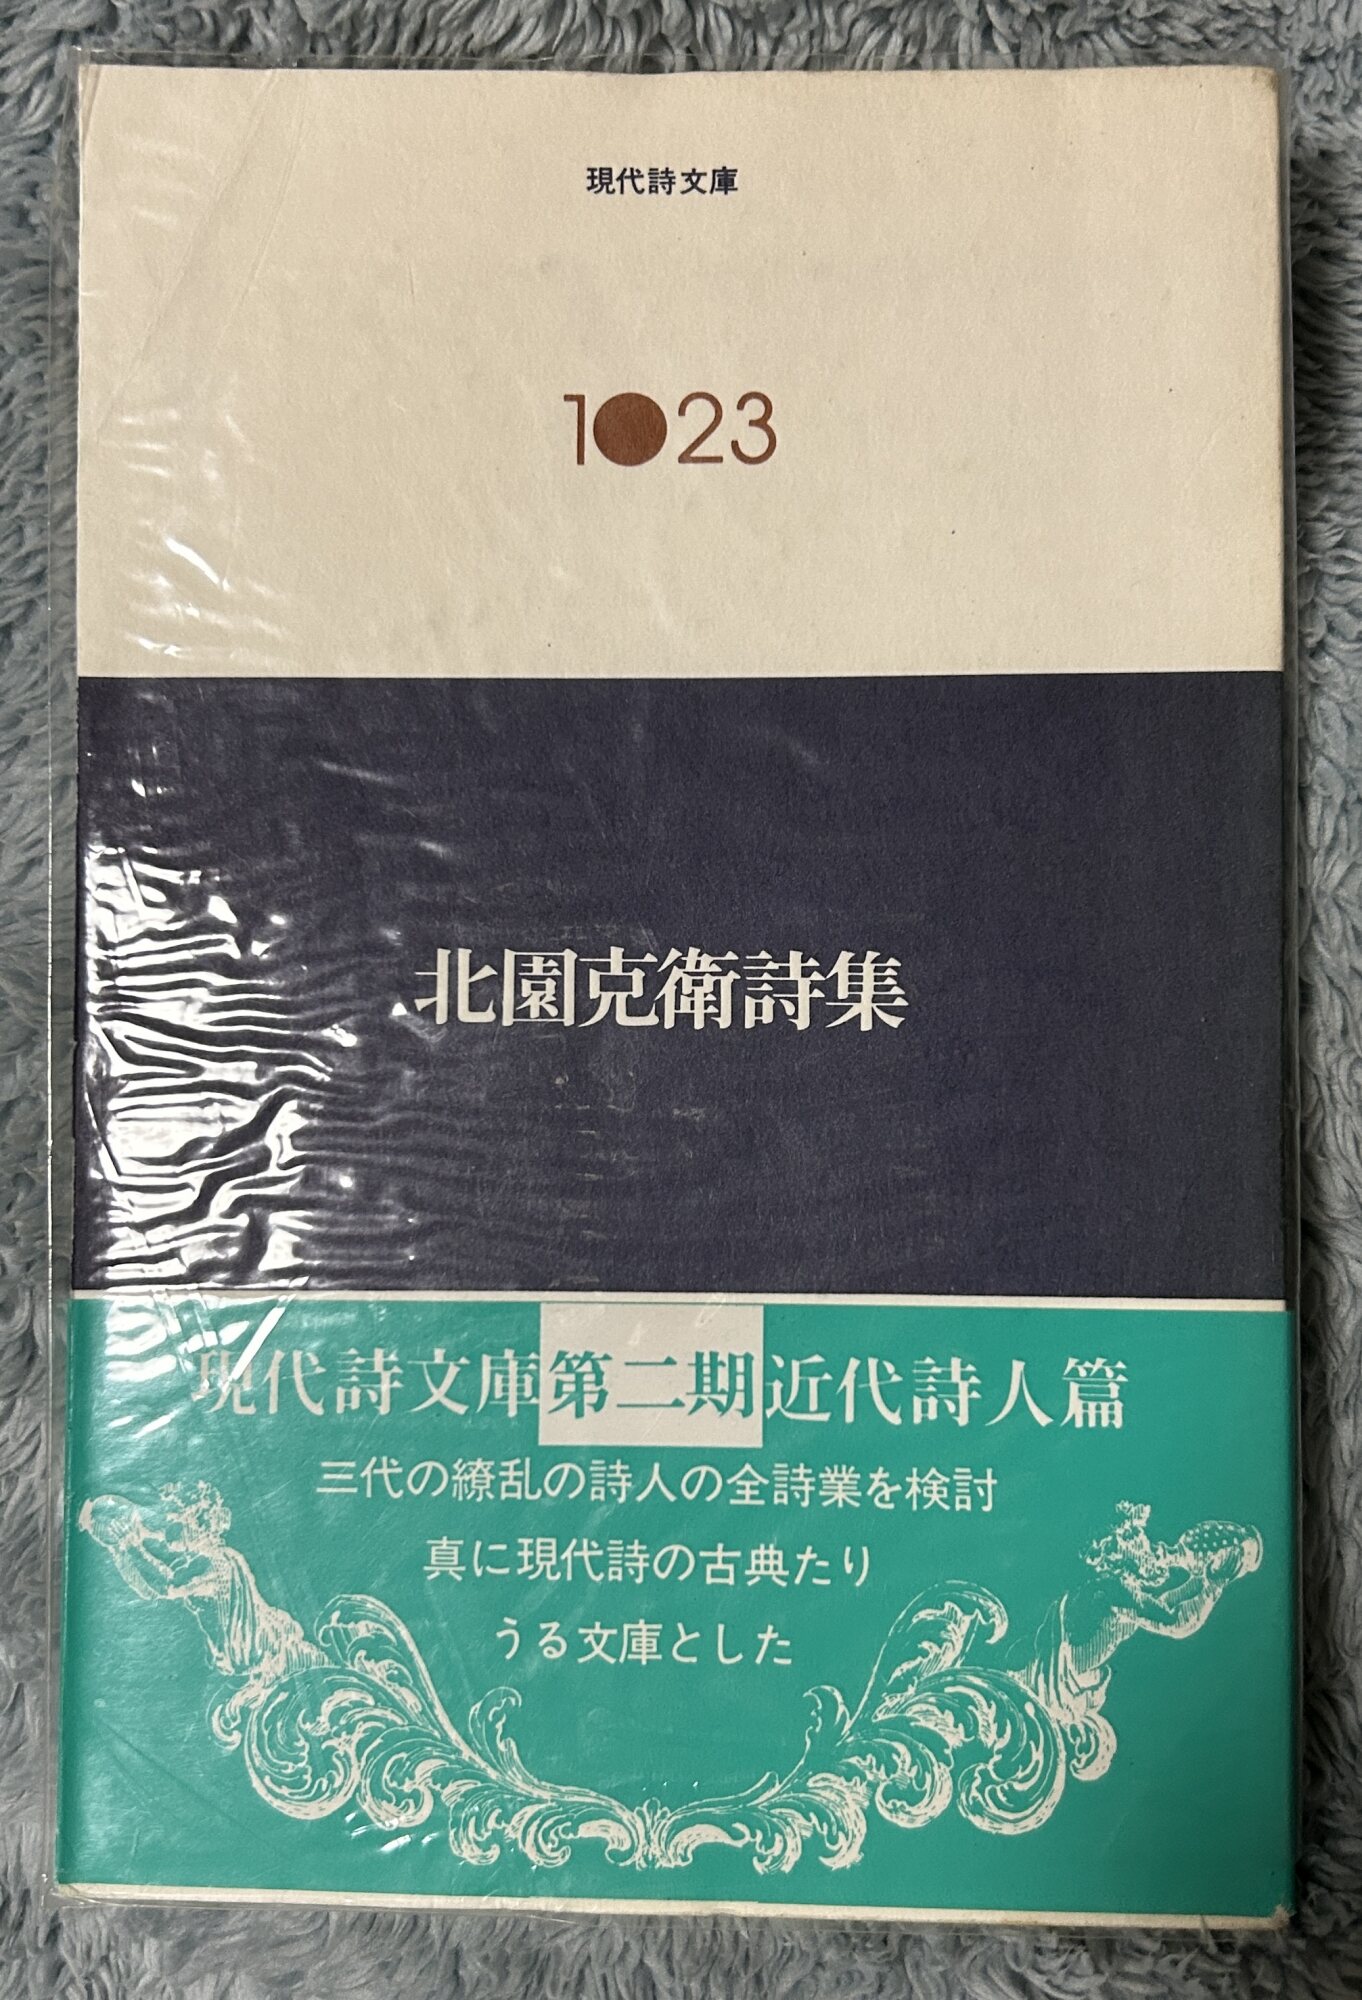 現代詩文庫
1●23
北園克衛詩集
現代詩文庫第二期近代詩人篇
三代の繚乱の詩人の全詩業を検討
真に現代詩の古典たり
うる文庫とした